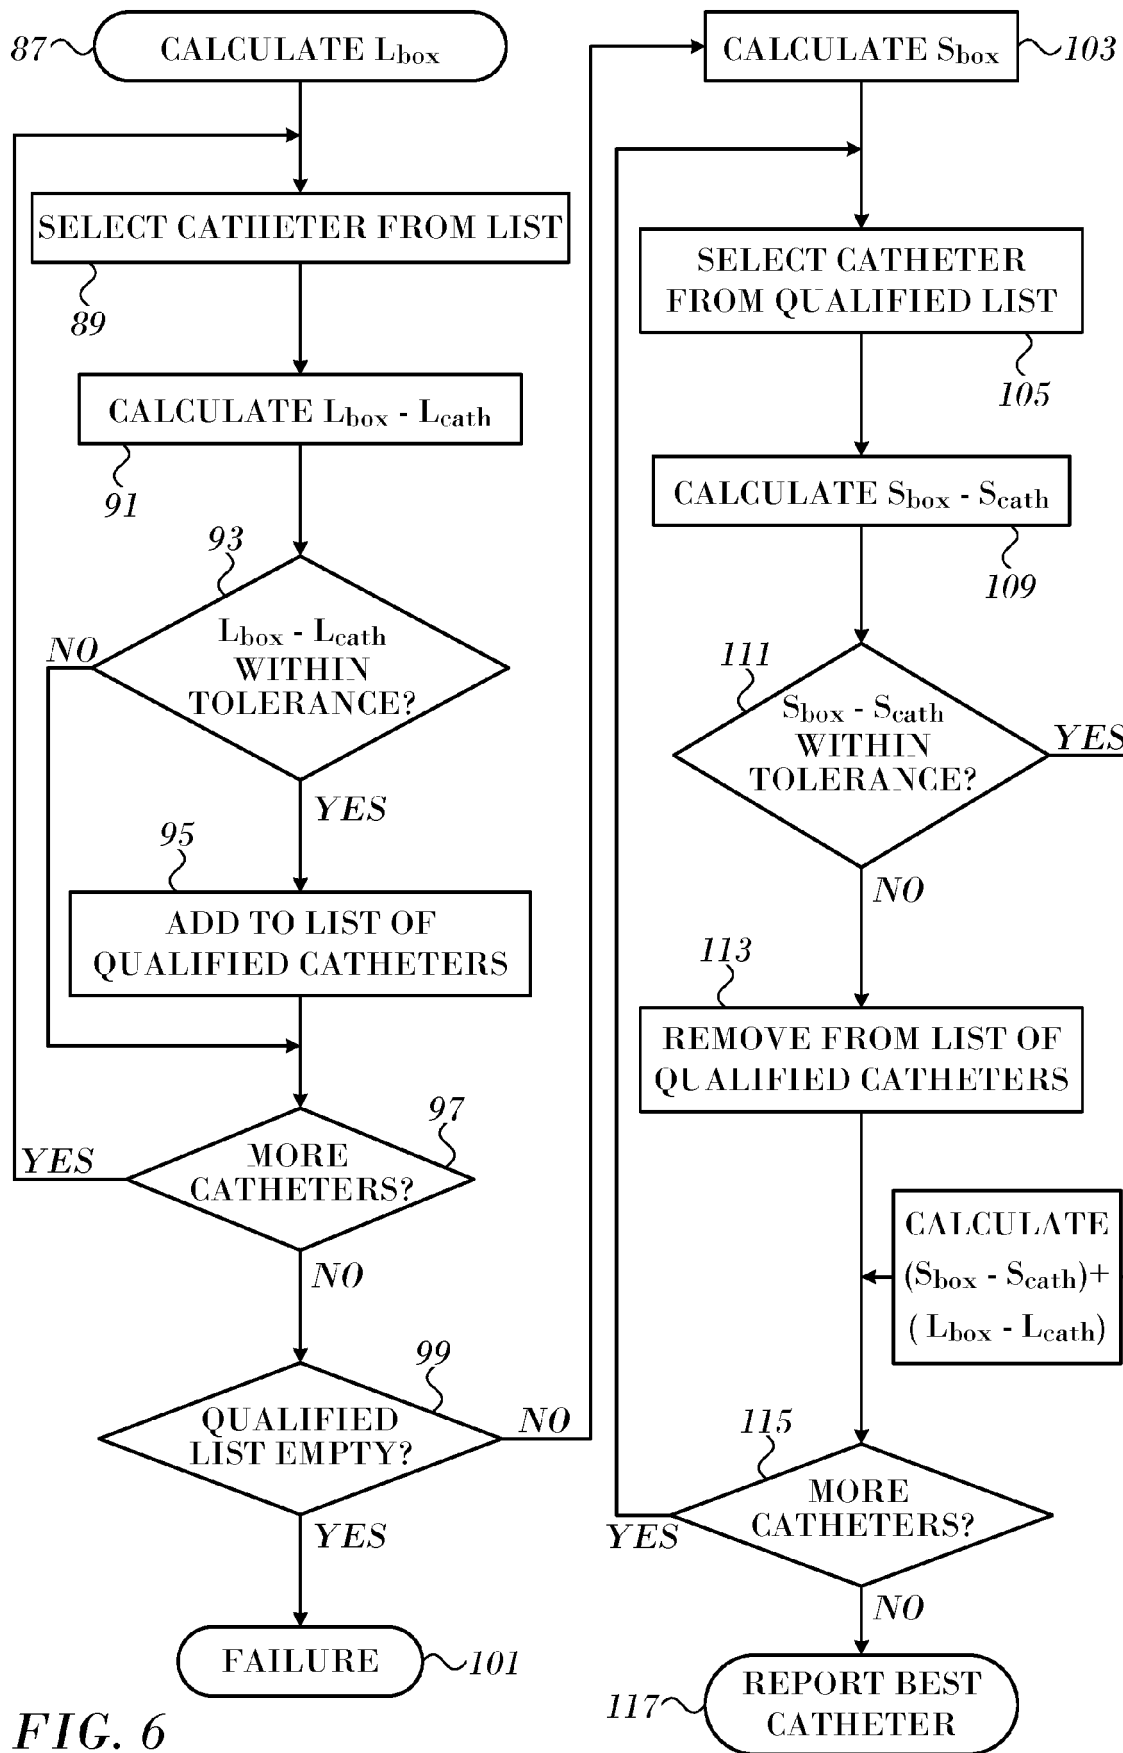 87
CALCULATE Lbox
SELECT CATHETER FROM LIST
89
CALCULATE Lbox - Lcath
91
93
Lbox - Lcath
WITHIN
TOLERANCE?
NO
YES
95
ADD TO LIST OF
QUALIFIED CATHETERS
97
MORE
CATHETERS?
YES
NO
99
QUALIFIED
LIST EMPTY?
NO
YES
FAILURE
101
FIG. 6
CALCULATE Sbox
103
SELECT CATHETER
FROM QUALIFIED LIST
105
CALCULATE Sbox - Scath
109
111
Sbox - Scath
WITHIN
TOLERANCE?
YES
NO
113
REMOVE FROM LIST OF
QUALIFIED CATHETERS
CALCULATE
(Sbox - Scath)+
( Lbox - Lcath)
115
MORE
CATHETERS?
YES
NO
117
REPORT BEST
CATHETER